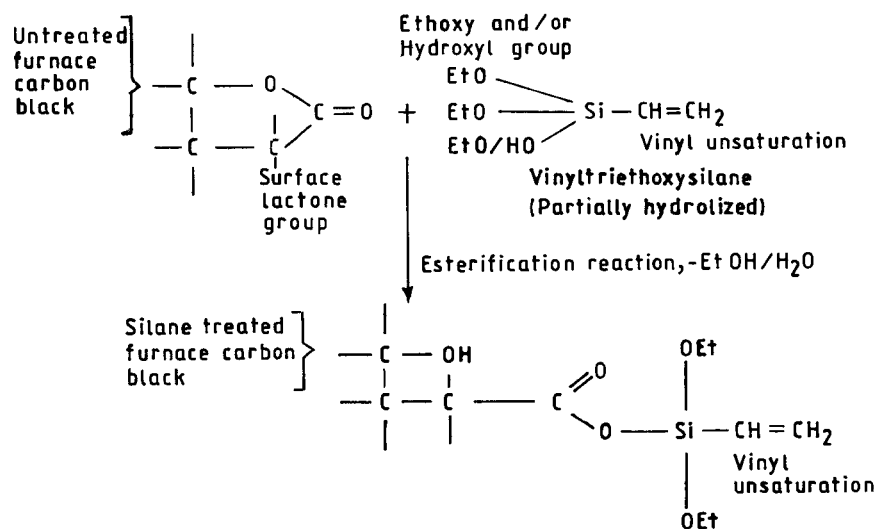 Untreated
furnace
carbon
black
Ethoxy and/or
Hydroxyl group
EtO
EtO
EtO/HO
C
O
C=O
+
Si
CH=CH2
Vinyl unsaturation
C
C
Surface
lactone
group
Vinyltriethoxysilane
(Partially hydrolized)
Esterification reaction,-EtOH/H2O
Silane treated
furnace carbon
black
C
OH
C
C
C
O
O
Si
CH=CH2
OEt
OEt
Vinyl
unsaturation